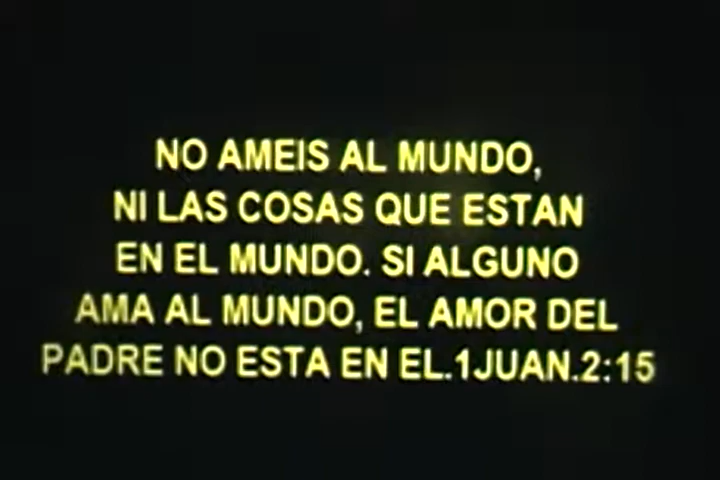 NO AMEIS AL MUNDO,
NI LAS COSAS QUE ESTAN
EN EL MUNDO. SI ALGUNO
AMA AL MUNDO, EL AMOR DEL
PADRE NO ESTA EN EL.1JUAN.2:15